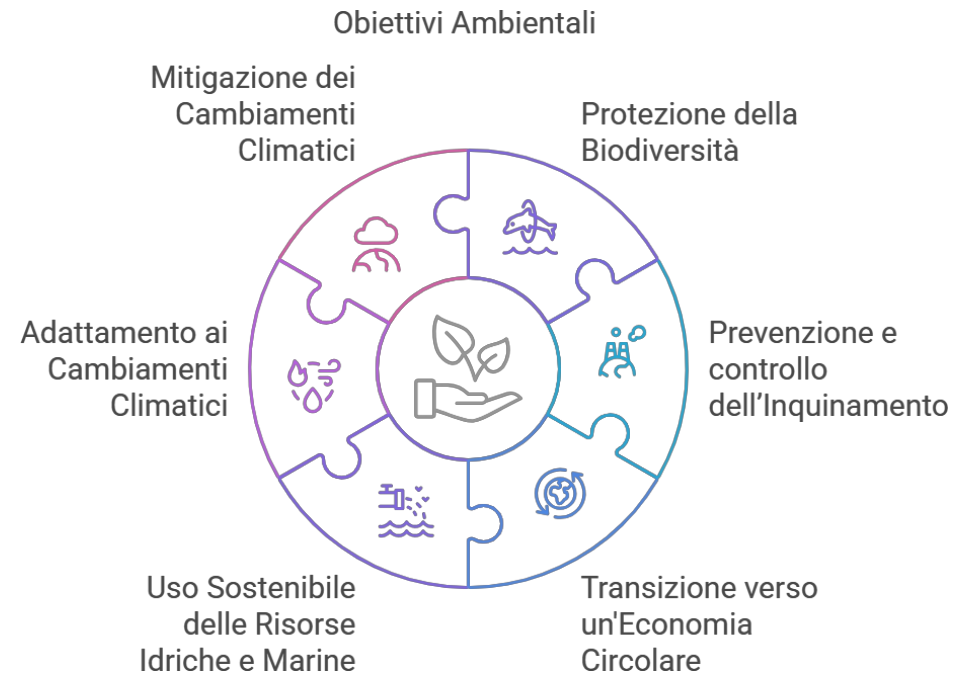 Obiettivi Ambientali
Mitigazione dei
Cambiamenti
Climatici
Protezione della
Biodiversità
Adattamento ai
Cambiamenti
Climatici
Prevenzione e
controllo
dell’Inquinamento
Uso Sostenibile
delle Risorse
Idriche e Marine
Transizione verso
un'Economia
Circolare